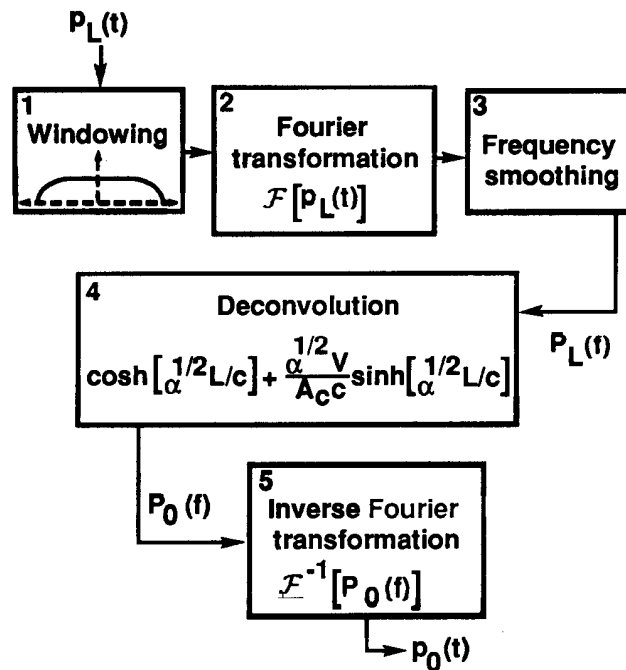 p_L(t)
1
Windowing
2
Fourier
transformation
ℱ[p_L(t)]
3
Frequency
smoothing
4
Deconvolution
cosh[α^{1/2}L/c] + \frac{α^{1/2}V}{A_C c} sinh[α^{1/2}L/c]
P_L(f)
P_0(f)
5
Inverse Fourier
transformation
ℱ^{-1}[P_0(f)]
p_0(t)